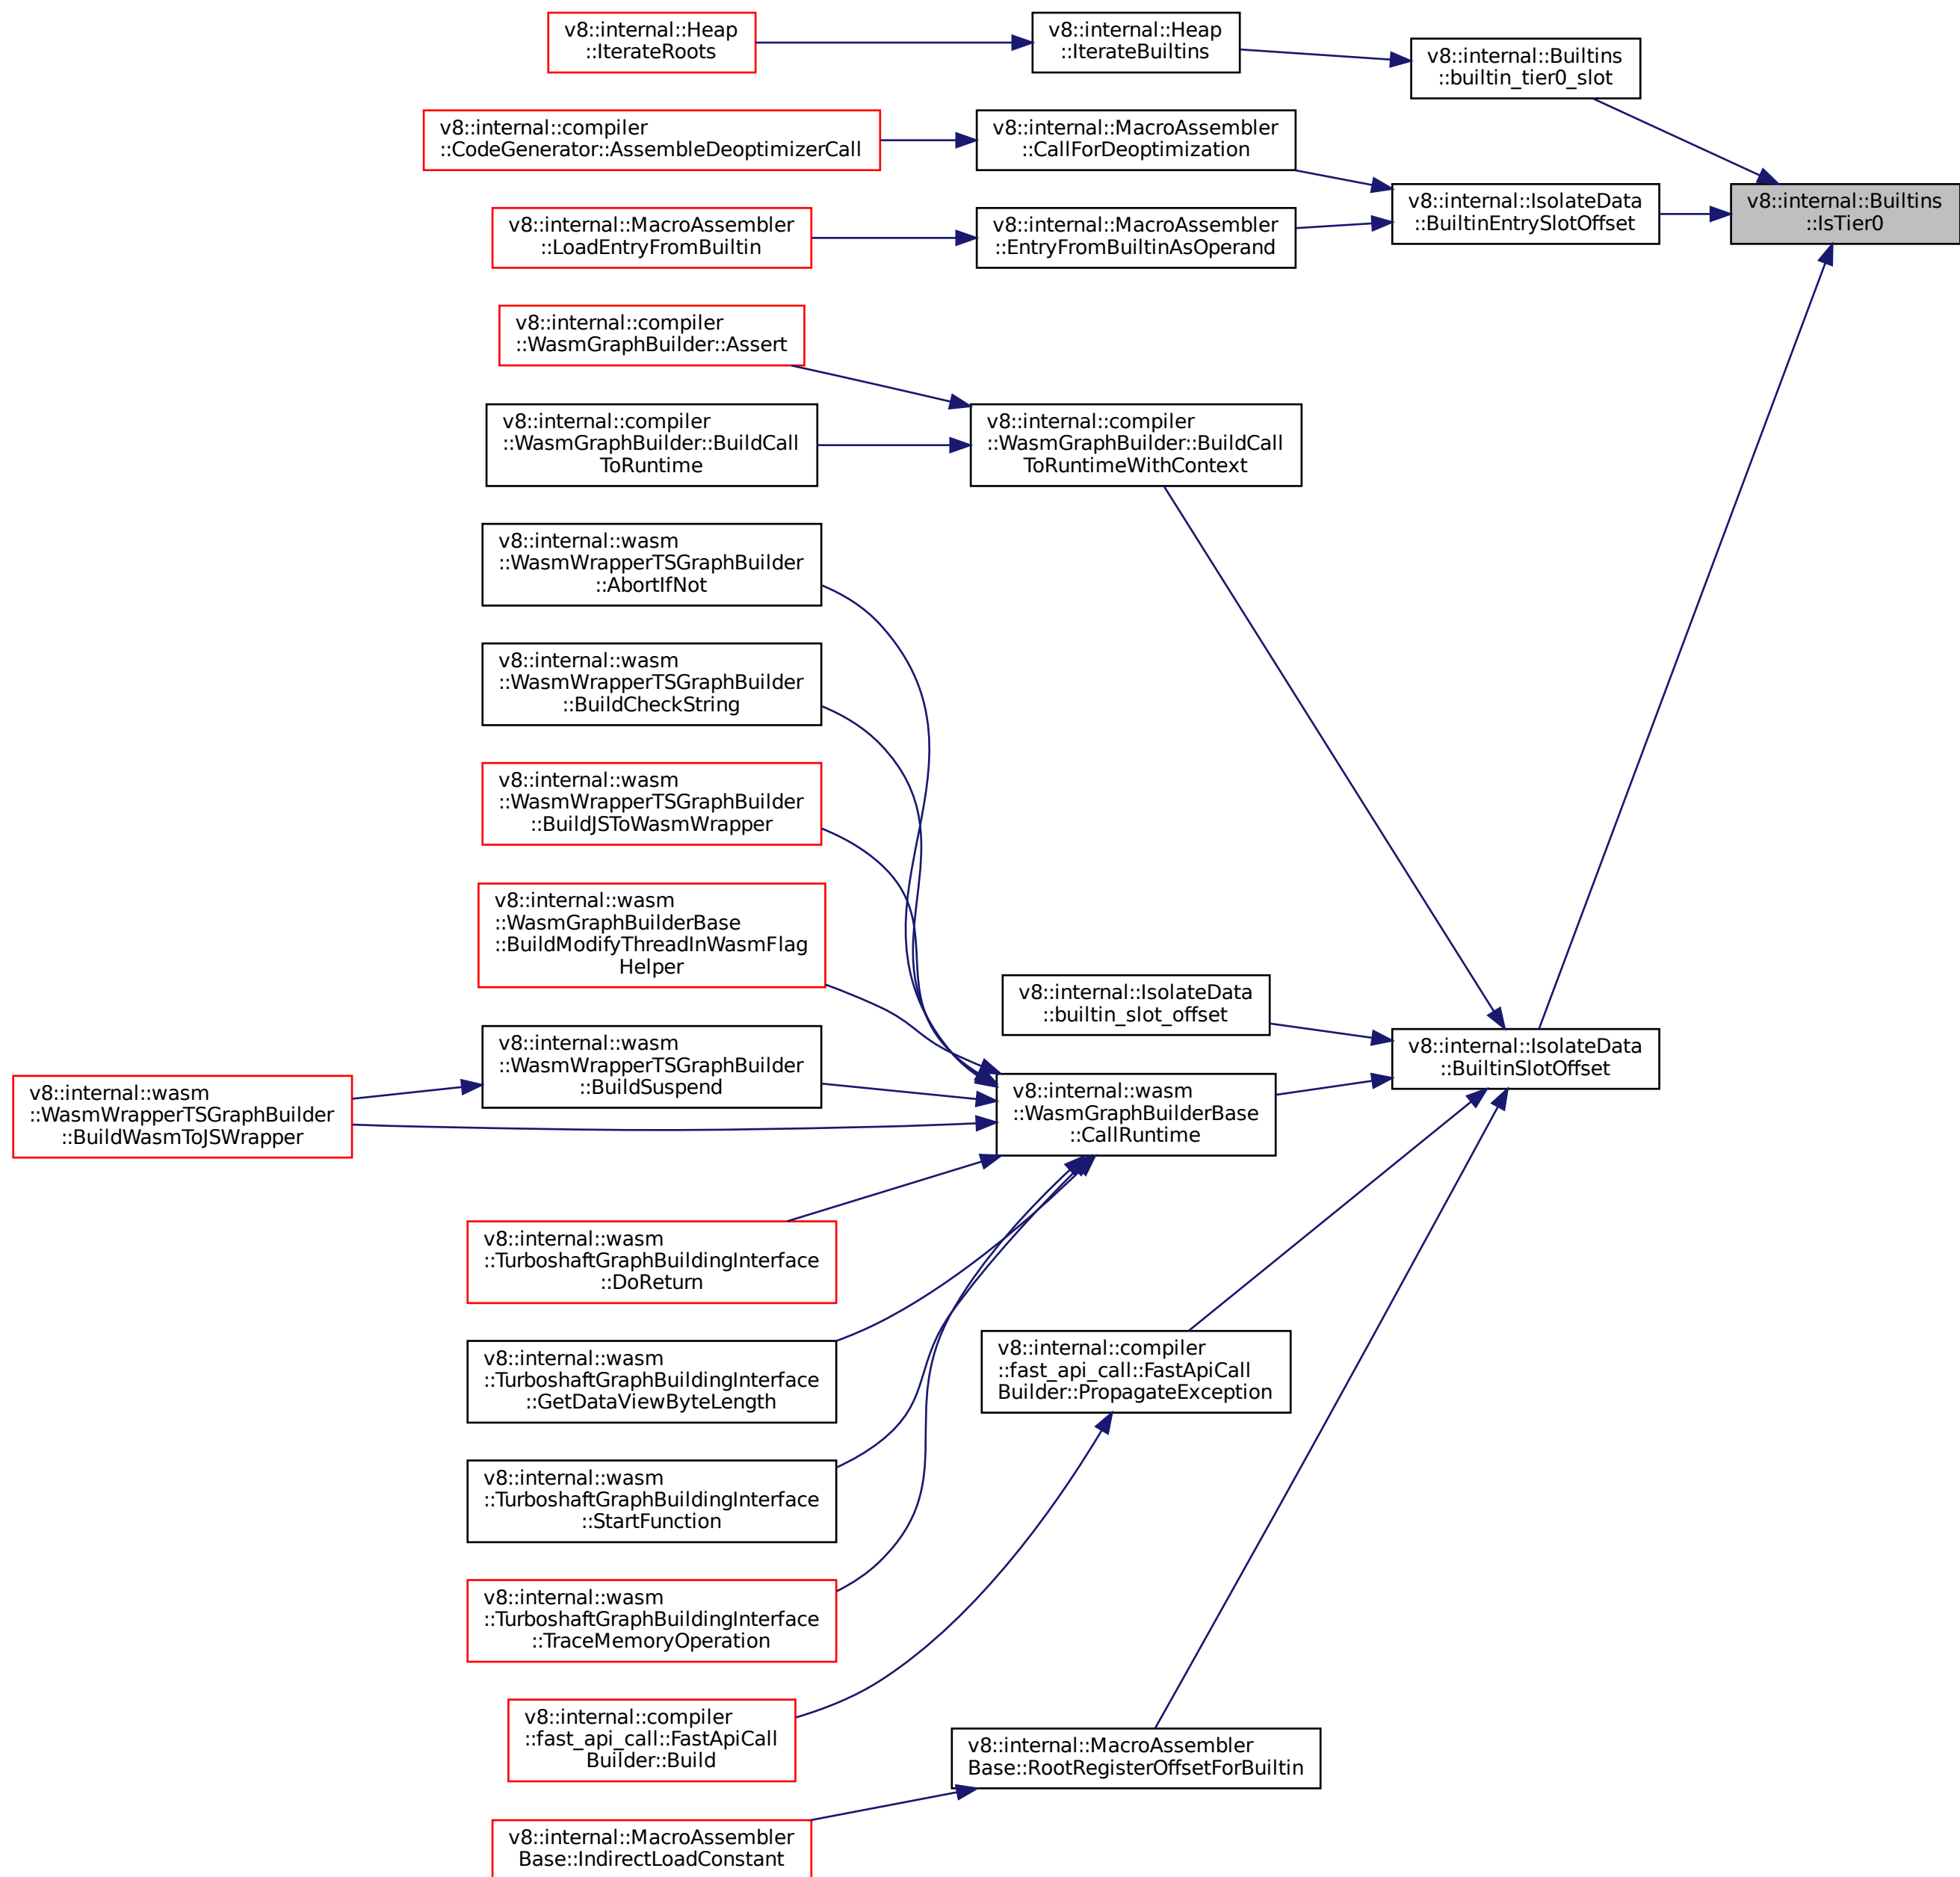 v8::internal::Heap
::IterateRoots
v8::internal::Heap
::IterateBuiltins
v8::internal::Builtins
::builtin_tier0_slot
v8::internal::compiler
::CodeGenerator::AssembleDeoptimizerCall
v8::internal::MacroAssembler
::CallForDeoptimization
v8::internal::IsolateData
::BuiltinEntrySlotOffset
v8::internal::Builtins
::IsTier0
v8::internal::MacroAssembler
::LoadEntryFromBuiltin
v8::internal::MacroAssembler
::EntryFromBuiltinAsOperand
v8::internal::compiler
::WasmGraphBuilder::Assert
v8::internal::compiler
::WasmGraphBuilder::BuildCall
ToRuntime
v8::internal::compiler
::WasmGraphBuilder::BuildCall
ToRuntimeWithContext
v8::internal::wasm
::WasmWrapperTSGraphBuilder
::AbortIfNot
v8::internal::wasm
::WasmWrapperTSGraphBuilder
::BuildCheckString
v8::internal::wasm
::WasmWrapperTSGraphBuilder
::BuildJSToWasmWrapper
v8::internal::wasm
::WasmGraphBuilderBase
::BuildModifyThreadInWasmFlag
Helper
v8::internal::IsolateData
::builtin_slot_offset
v8::internal::wasm
::WasmWrapperTSGraphBuilder
::BuildSuspend
v8::internal::IsolateData
::BuiltinSlotOffset
v8::internal::wasm
::WasmWrapperTSGraphBuilder
::BuildWasmToJSWrapper
v8::internal::wasm
::WasmGraphBuilderBase
::CallRuntime
v8::internal::wasm
::TurboshaftGraphBuildingInterface
::DoReturn
v8::internal::wasm
::TurboshaftGraphBuildingInterface
::GetDataViewByteLength
v8::internal::compiler
::fast_api_call::FastApiCall
Builder::PropagateException
v8::internal::wasm
::TurboshaftGraphBuildingInterface
::StartFunction
v8::internal::wasm
::TurboshaftGraphBuildingInterface
::TraceMemoryOperation
v8::internal::compiler
::fast_api_call::FastApiCall
Builder::Build
v8::internal::MacroAssembler
Base::RootRegisterOffsetForBuiltin
v8::internal::MacroAssembler
Base::IndirectLoadConstant